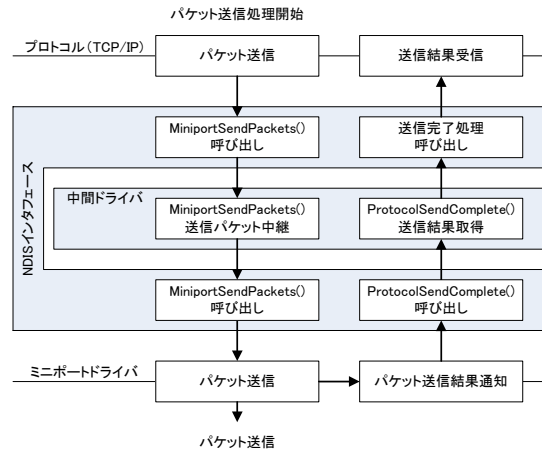 パケット送信処理開始
プロトコル(TCP/IP)
パケット送信
送信結果受信
MiniportSendPackets()
呼び出し
送信完了処理
呼び出し
NDISインタフェース
中間ドライバ
MiniportSendPackets()
送信パケット中継
ProtocolSendComplete()
送信結果取得
MiniportSendPackets()
呼び出し
ProtocolSendComplete()
呼び出し
ミニポートドライバ
パケット送信
パケット送信結果通知
パケット送信